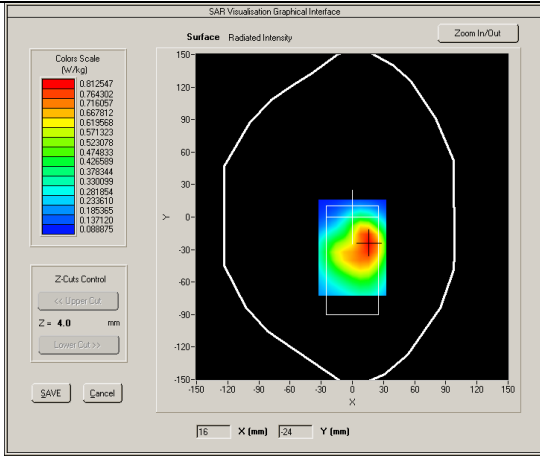 SAR Visualisation Graphical Interface
Surface Radiated Intensity
Zoom In/Out
Colors Scale
(W/kg)
0.812547
0.764302
0.716057
0.667812
0.619568
0.571323
0.523078
0.474833
0.426589
0.378344
0.330099
0.281854
0.233610
0.185365
0.137120
0.088875
150
120
90
60
30
0
-30
-60
-90
-120
-150
Y
-150 -120 -90 -60 -30 0 30 60 90 120 150
X
Z-Cuts Control
<< Upper Cut
Z = 4.0 mm
Lower Cut >>
SAVE Cancel
16 X (mm) -24 Y (mm)